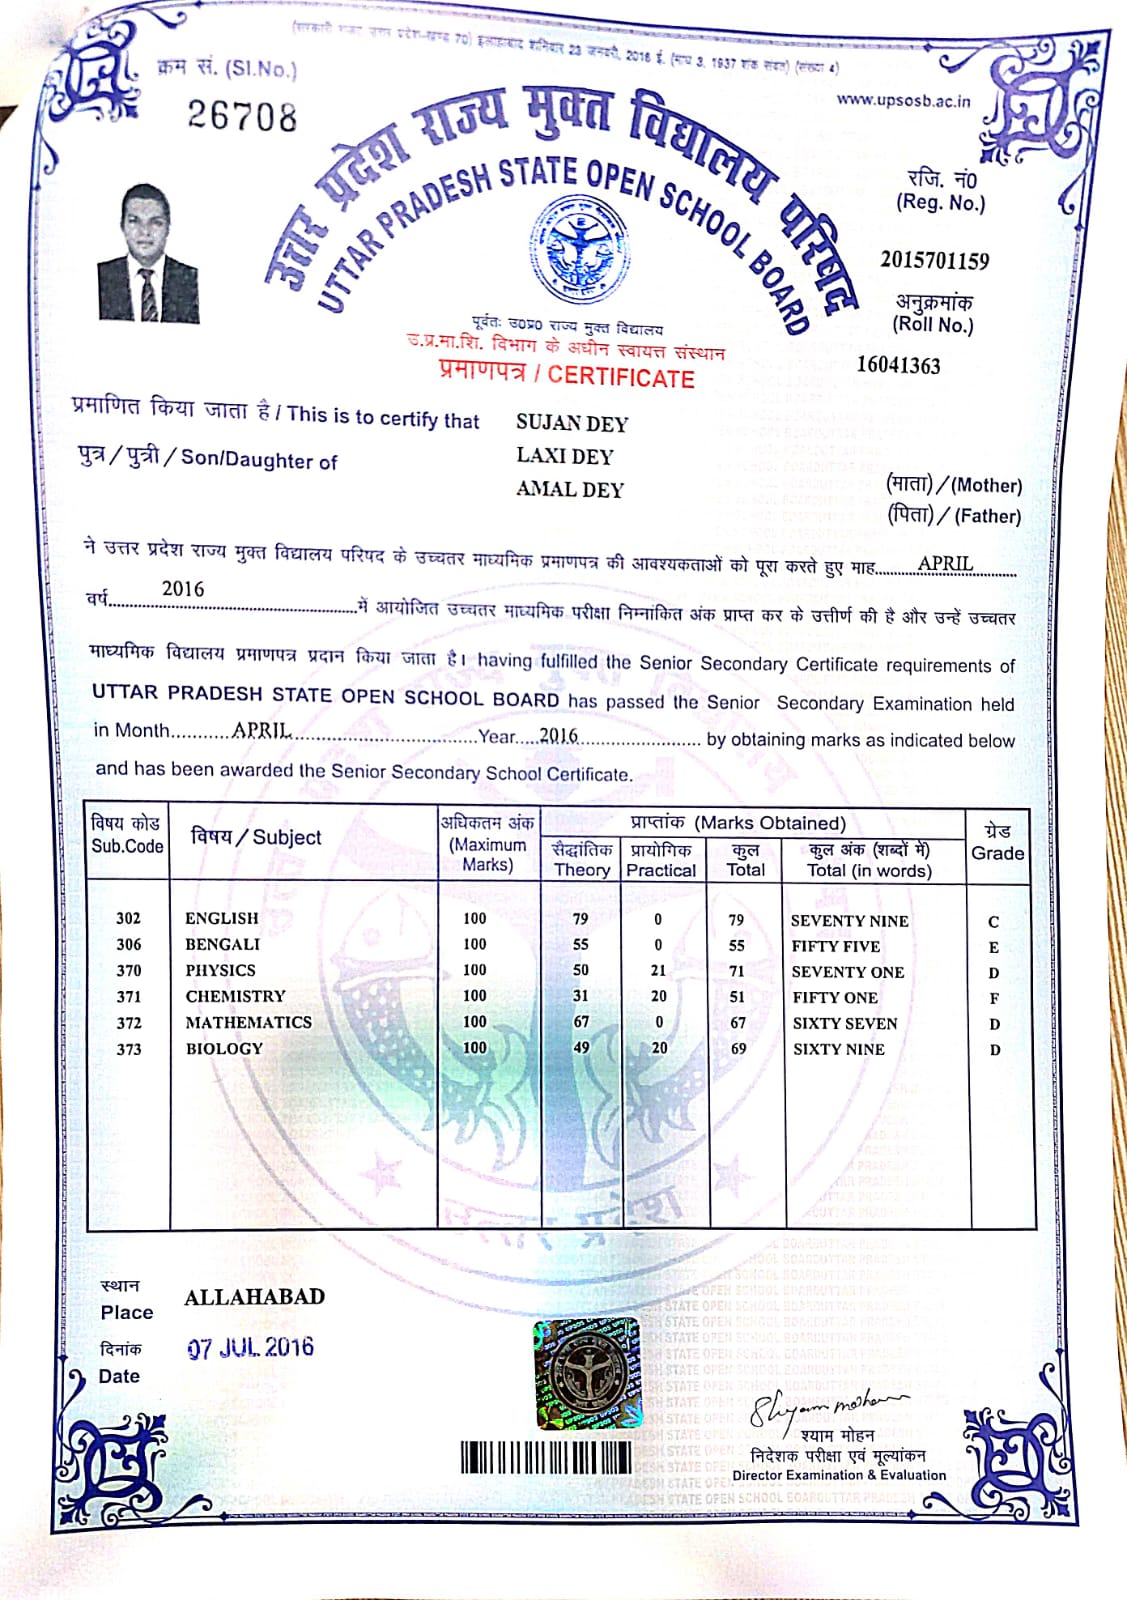 (सरकारी गजट उत्तर प्रदेश-खण्ड 70) इलाहाबाद शनिवार 23 जनवरी, 2016 ई. (माघ 3, 1937 शक संवत) (संख्या 4)
क्रम सं. (SI.No.)
26708
www.upsosb.ac.in
उत्तर प्रदेश राज्य मुक्त विद्यालय परिषद
UTTAR PRADESH STATE OPEN SCHOOL BOARD
रजि. नं0
(Reg. No.)
2015701159
अनुक्रमांक
(Roll No.)
16041363
पूर्वतः उ0प्र0 राज्य मुक्त विद्यालय
उ.प्र.मा.शि. विभाग के अधीन स्वायत्त संस्थान
प्रमाणपत्र / CERTIFICATE
प्रमाणित किया जाता है / This is to certify that SUJAN DEY
पुत्र / पुत्री / Son/Daughter of LAXI DEY
(माता) / (Mother)
AMAL DEY
(पिता) / (Father)
ने उत्तर प्रदेश राज्य मुक्त विद्यालय परिषद के उच्चतर माध्यमिक प्रमाणपत्र की आवश्यकताओं को पूरा करते हुए माह APRIL
वर्ष 2016 में आयोजित उच्चतर माध्यमिक परीक्षा निम्नांकित अंक प्राप्त कर के उत्तीर्ण की है और उन्हें उच्चतर
माध्यमिक विद्यालय प्रमाणपत्र प्रदान किया जाता है। having fulfilled the Senior Secondary Certificate requirements of
UTTAR PRADESH STATE OPEN SCHOOL BOARD has passed the Senior Secondary Examination held
in Month APRIL Year 2016 by obtaining marks as indicated below
and has been awarded the Senior Secondary School Certificate.
विषय कोड Sub.Code विषय / Subject अधिकतम अंक (Maximum Marks) प्राप्तांक (Marks Obtained) ग्रेड Grade
सैद्धांतिक Theory प्रायोगिक Practical कुल Total कुल अंक (शब्दों में) Total (in words)
302 ENGLISH 100 79 0 79 SEVENTY NINE C
306 BENGALI 100 55 0 55 FIFTY FIVE E
370 PHYSICS 100 50 21 71 SEVENTY ONE D
371 CHEMISTRY 100 31 20 51 FIFTY ONE F
372 MATHEMATICS 100 67 0 67 SIXTY SEVEN D
373 BIOLOGY 100 49 20 69 SIXTY NINE D
स्थान
Place
ALLAHABAD
दिनांक
Date
07 JUL 2016
Shyam mohan
श्याम मोहन
निदेशक परीक्षा एवं मूल्यांकन
Director Examination & Evaluation